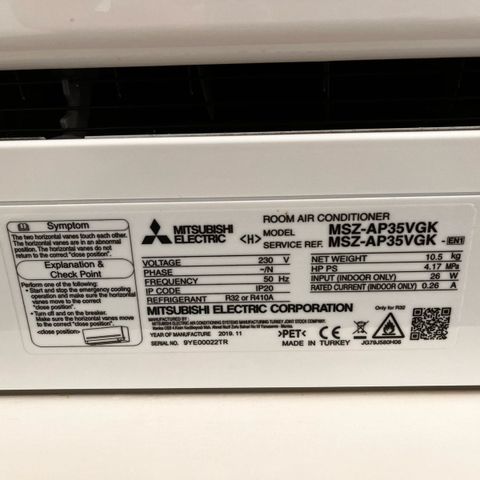 Symptom
The two horizontal vanes touch each other.
The horizontal vanes are in an abnormal
position. The horizontal vanes do not
return to the correct "close position".
Explanation &
Check Point
Perform one of the following:
• Start and stop the emergency cooling
operation and make sure the horizontal
vanes move to the correct "close
position".
• Turn off and on the breaker.
Make sure the horizontal vanes move
to the correct "close position".
<close position>
MITSUBISHI
ELECTRIC
<H>
ROOM AIR CONDITIONER
MODEL MSZ-AP35VGK
SERVICE REF. MSZ-AP35VGK - EN1
VOLTAGE 230 V
PHASE ~/N
FREQUENCY 50 Hz
IP CODE IP20
REFRIGERANT R32 or R410A
NET WEIGHT 10.5 kg
HP PS 4.17 MPa
INPUT (INDOOR ONLY) 26 W
RATED CURRENT (INDOOR ONLY) 0.26 A
MITSUBISHI ELECTRIC CORPORATION
MANUFACTURED BY
MITSUBISHI ELECTRIC AIR CONDITIONING SYSTEMS MANUFACTURING TURKEY JOINT STOCK COMPANY.
YEAR OF MANUFACTURE 2019. 11
SERIAL NO. 9YE00022TR
>PET<
MADE IN TURKEY
Only for R32
JG79J580H06